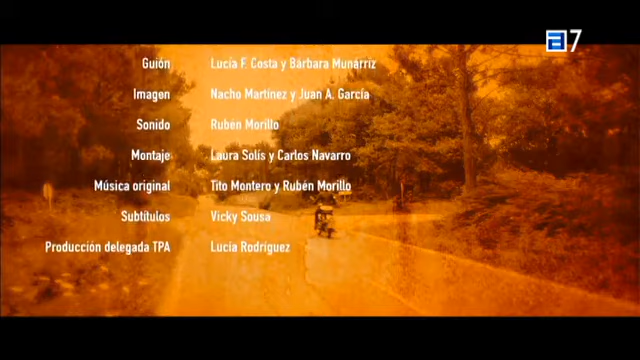 a7
Guión Lucía F. Costa y Bárbara Munárriz
Imagen Nacho Martínez y Juan A. García
Sonido Rubén Morillo
Montaje Laura Solís y Carlos Navarro
Música original Tito Montero y Rubén Morillo
Subtítulos Vicky Sousa
Producción delegada TPA Lucía Rodríguez